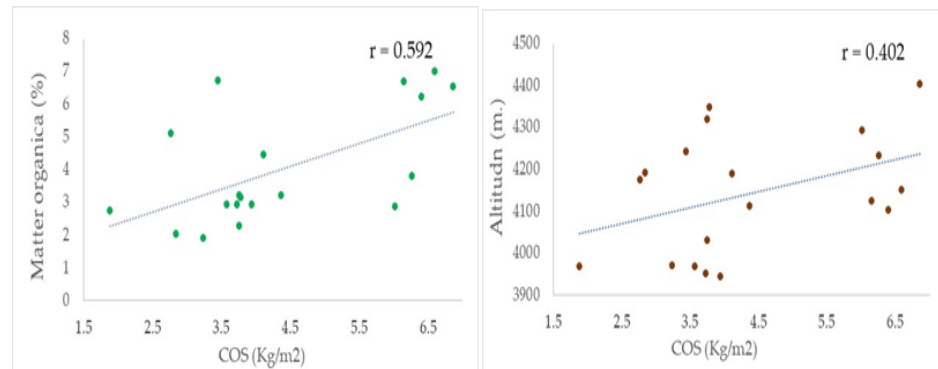 r = 0.592
Matter organica (%)
8
7
6
5
4
3
2
1
0
1.5 2.5 3.5 4.5 5.5 6.5
COS (Kg/m2)
r = 0.402
Altitudn (m.)
4500
4400
4300
4200
4100
4000
3900
1.5 2.5 3.5 4.5 5.5 6.5
COS (Kg/m2)